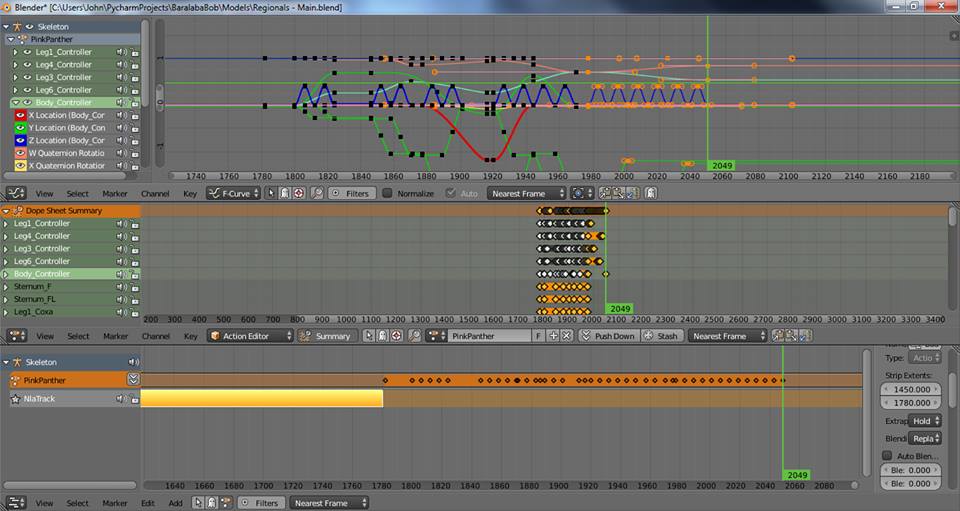 Blender* [C:\Users\John\PycharmProjects\BaralabaBob\Models\Regionals - Main.blend]
Skeleton
PinkPanther
Leg1_Controller
Leg4_Controller
Leg3_Controller
Leg6_Controller
Body_Controller
X Location (Body_Cor
Y Location (Body_Con
Z Location (Body_Cor
W Quaternion Rotatio
X Quaternion Rotatior
1
0
-1
2049
1740 1760 1780 1800 1820 1840 1860 1880 1900 1920 1940 1960 1980 2000 2020 2040 2060 2080 2100 2120 2140 2160 2180
View Select Marker Channel Key F-Curve Filters Normalize Auto Nearest Frame
Dope Sheet Summary
Leg1_Controller
Leg4_Controller
Leg3_Controller
Leg6_Controller
Body_Controller
Sternum_F
Sternum_FL
Leg1_Coxa
2049
200 300 400 500 600 700 800 900 1000 1100 1200 1300 1400 1500 1600 1700 1800 1900 2000 2100 2200 2300 2400 2500 2600 2700 2800 2900 3000 3100 3200 3300 3400
View Select Marker Channel Key Action Editor Summary PinkPanther F Push Down Stash Nearest Frame
Skeleton
PinkPanther
NlaTrack
2049
1640 1660 1680 1700 1720 1740 1760 1780 1800 1820 1840 1860 1880 1900 1920 1940 1960 1980 2000 2020 2040 2060 2080
Type: Actio
Strip Extents:
1450.000
1780.000
Extrap Hold
Blendi Repla
Auto Blen...
Ble: 0.000
Ble: 0.000
View Select Marker Edit Add Filters Nearest Frame